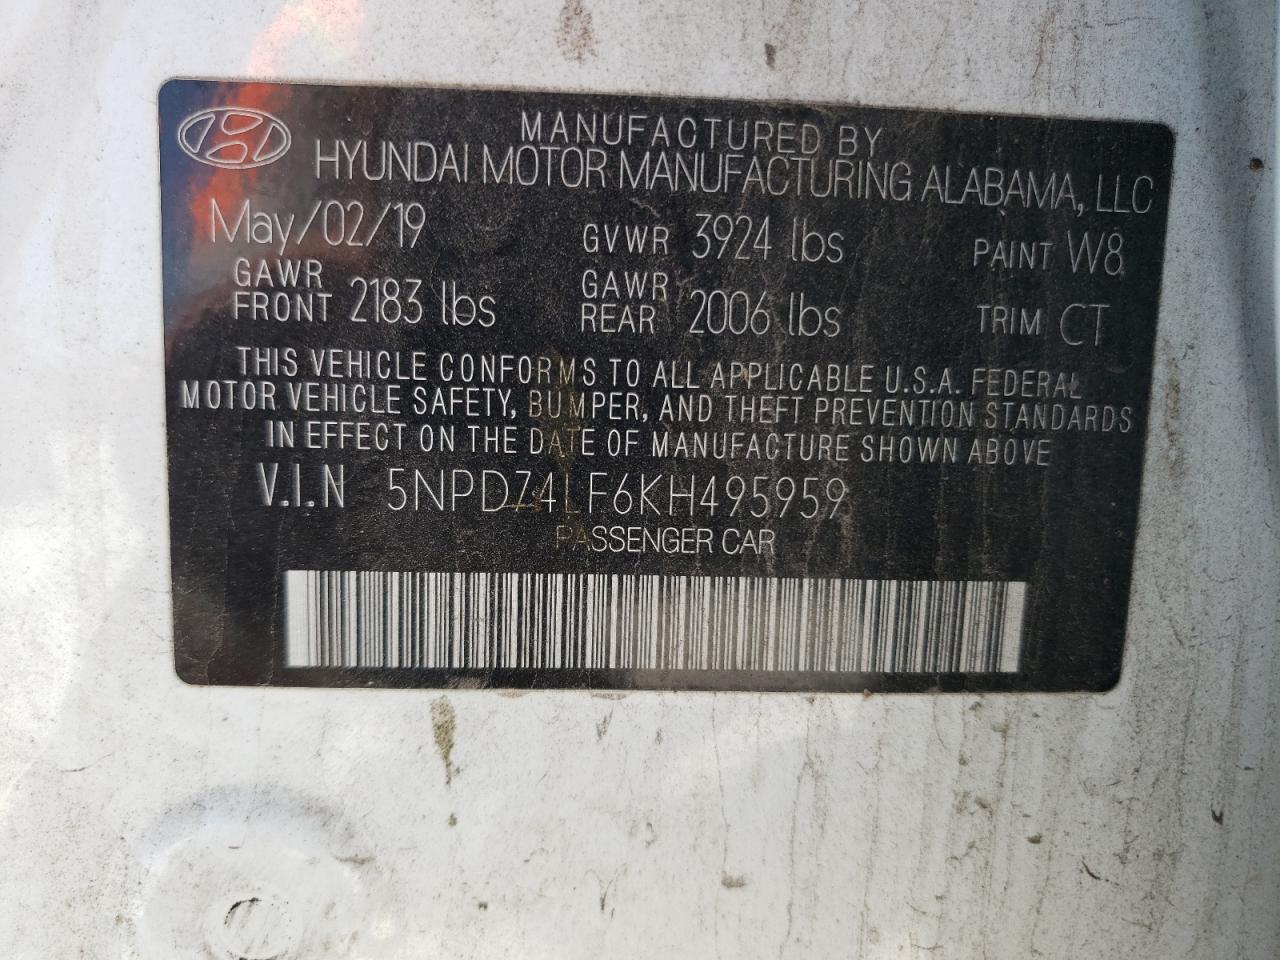 MANUFACTURED BY
HYUNDAI MOTOR MANUFACTURING ALABAMA, LLC
May/02/19 GVWR 3924 lbs PAINT W8
GAWR FRONT 2183 lbs GAWR REAR 2006 lbs TRIM CT
THIS VEHICLE CONFORMS TO ALL APPLICABLE U.S.A. FEDERAL
MOTOR VEHICLE SAFETY, BUMPER, AND THEFT PREVENTION STANDARDS
IN EFFECT ON THE DATE OF MANUFACTURE SHOWN ABOVE
V.I.N 5NPD74LF6KH495959
PASSENGER CAR